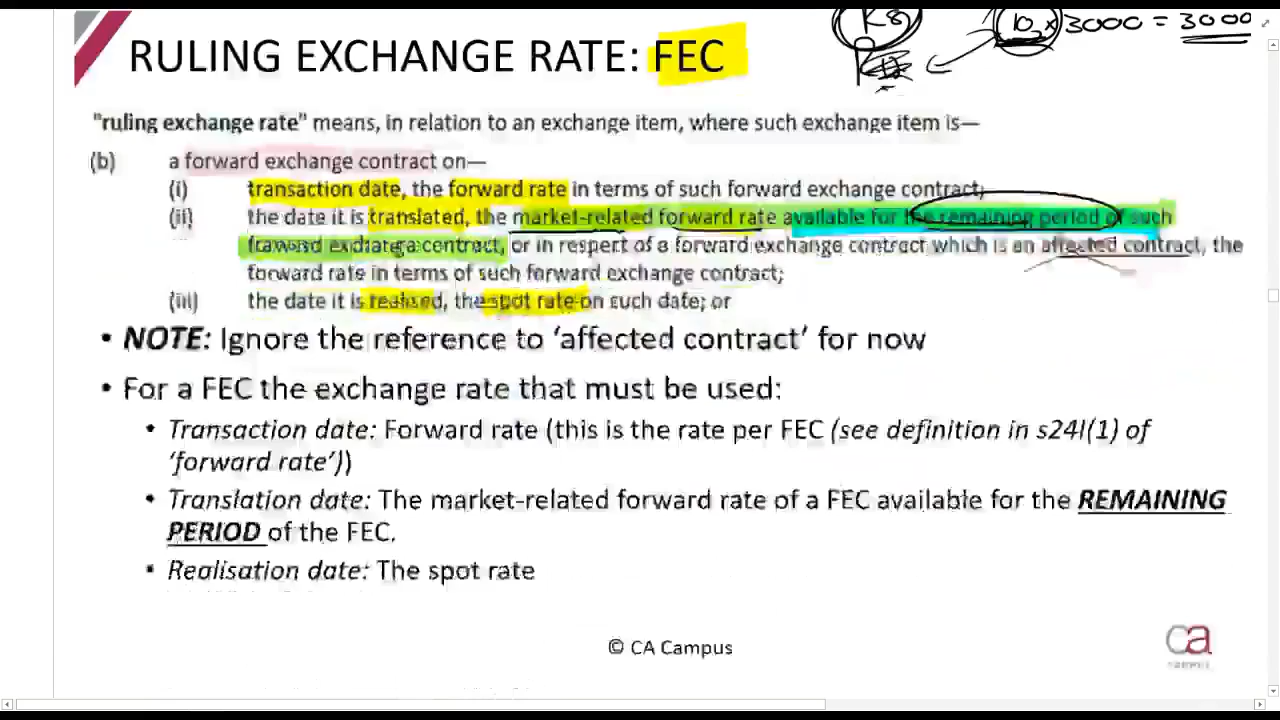 RULING EXCHANGE RATE: FEC
"ruling exchange rate" means, in relation to an exchange item, where such exchange item is—
(b) a forward exchange contract on—
(i) transaction date, the forward rate in terms of such forward exchange contract;
(ii) the date it is translated, the market-related forward rate available for the remaining period of such
forward exchange contract, or in respect of a forward exchange contract which is an affected contract, the
forward rate in terms of such forward exchange contract;
(iii) the date it is realised, the spot rate on such date; or
• NOTE: Ignore the reference to 'affected contract' for now
• For a FEC the exchange rate that must be used:
• Transaction date: Forward rate (this is the rate per FEC (see definition in s24I(1) of
'forward rate'))
• Translation date: The market-related forward rate of a FEC available for the REMAINING
PERIOD of the FEC.
• Realisation date: The spot rate
© CA Campus
ca